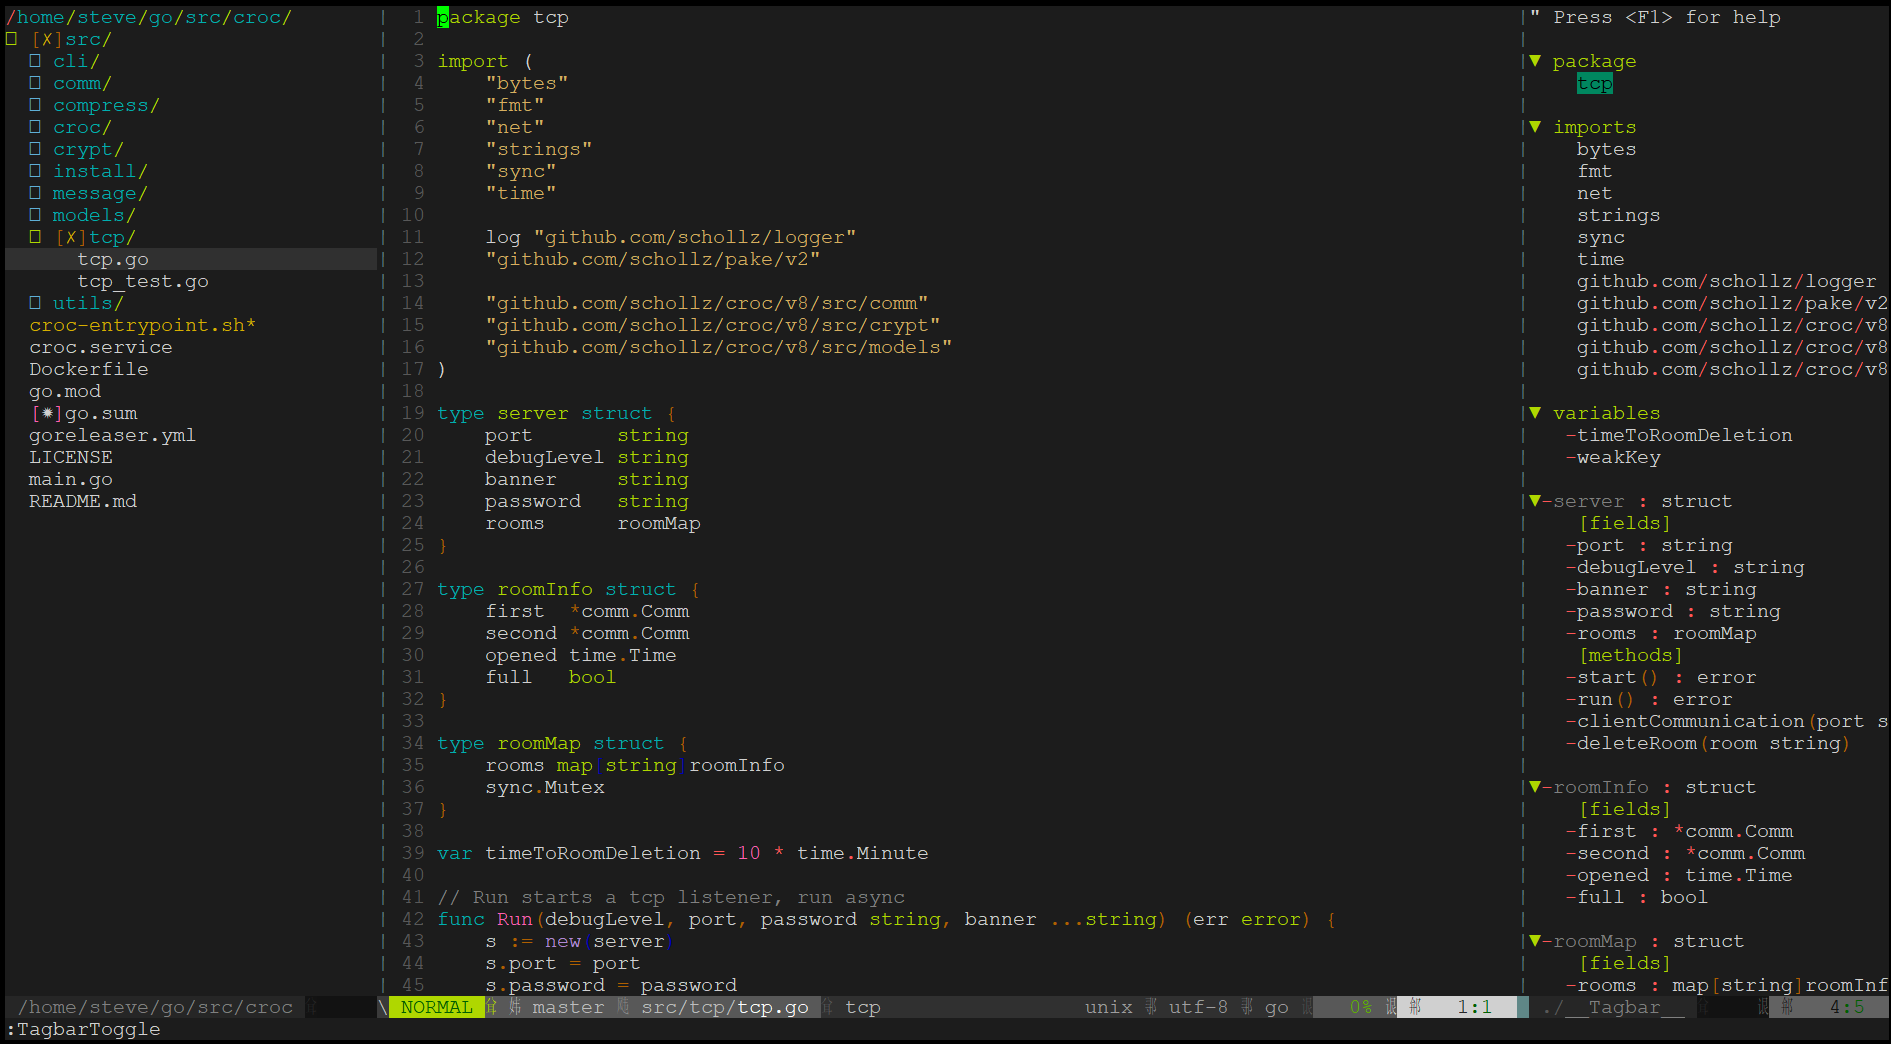 /home/steve/go/src/croc/
[✗]src/
cli/
comm/
compress/
croc/
crypt/
install/
message/
models/
[✗]tcp/
tcp.go
tcp_test.go
utils/
croc-entrypoint.sh*
croc.service
Dockerfile
go.mod
[✹]go.sum
goreleaser.yml
LICENSE
main.go
README.md
/home/steve/go/src/croc
1 package tcp
2
3 import (
4 "bytes"
5 "fmt"
6 "net"
7 "strings"
8 "sync"
9 "time"
10
11 log "github.com/schollz/logger"
12 "github.com/schollz/pake/v2"
13
14 "github.com/schollz/croc/v8/src/comm"
15 "github.com/schollz/croc/v8/src/crypt"
16 "github.com/schollz/croc/v8/src/models"
17 )
18
19 type server struct {
20 port string
21 debugLevel string
22 banner string
23 password string
24 rooms roomMap
25 }
26
27 type roomInfo struct {
28 first *comm.Comm
29 second *comm.Comm
30 opened time.Time
31 full bool
32 }
33
34 type roomMap struct {
35 rooms map[string]roomInfo
36 sync.Mutex
37 }
38
39 var timeToRoomDeletion = 10 * time.Minute
40
41 // Run starts a tcp listener, run async
42 func Run(debugLevel, port, password string, banner ...string) (err error) {
43 s := new(server)
44 s.port = port
45 s.password = password
\ NORMAL master src/tcp/tcp.go tcp unix utf-8 go 0% 1:1
" Press <F1> for help
▼ package
tcp
▼ imports
bytes
fmt
net
strings
sync
time
github.com/schollz/logger
github.com/schollz/pake/v2
github.com/schollz/croc/v8
github.com/schollz/croc/v8
github.com/schollz/croc/v8
▼ variables
-timeToRoomDeletion
-weakKey
▼-server : struct
[fields]
-port : string
-debugLevel : string
-banner : string
-password : string
-rooms : roomMap
[methods]
-start() : error
-run() : error
-clientCommunication(port s
-deleteRoom(room string)
▼-roomInfo : struct
[fields]
-first : *comm.Comm
-second : *comm.Comm
-opened : time.Time
-full : bool
▼-roomMap : struct
[fields]
-rooms : map[string]roomInf
./__Tagbar__ 4:5
:TagbarToggle